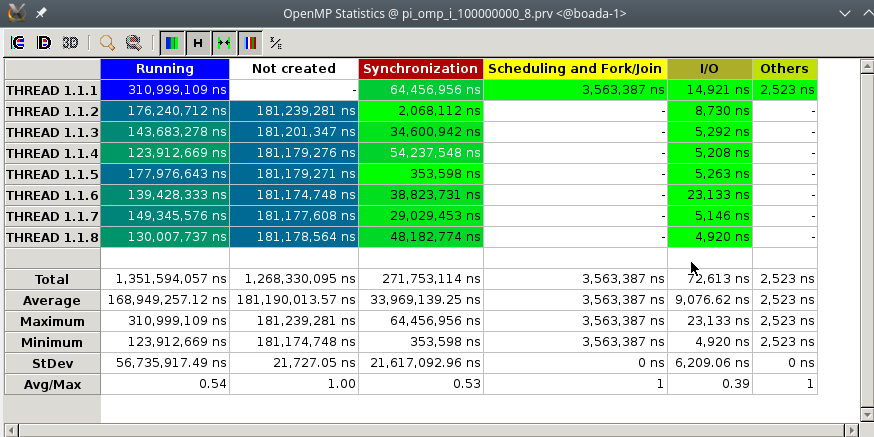 OpenMP Statistics @ pi_omp_i_100000000_8.prv <@boada-1>
3D H
Running Not created Synchronization Scheduling and Fork/Join I/O Others
THREAD 1.1.1 310,999,109 ns - 64,456,956 ns 3,563,387 ns 14,921 ns 2,523 ns
THREAD 1.1.2 176,240,712 ns 181,239,281 ns 2,068,112 ns - 8,730 ns -
THREAD 1.1.3 143,683,278 ns 181,201,347 ns 34,600,942 ns - 5,292 ns -
THREAD 1.1.4 123,912,669 ns 181,179,276 ns 54,237,548 ns - 5,208 ns -
THREAD 1.1.5 177,976,643 ns 181,179,271 ns 353,598 ns - 5,263 ns -
THREAD 1.1.6 139,428,333 ns 181,174,748 ns 38,823,731 ns - 23,133 ns -
THREAD 1.1.7 149,345,576 ns 181,177,608 ns 29,029,453 ns - 5,146 ns -
THREAD 1.1.8 130,007,737 ns 181,178,564 ns 48,182,774 ns - 4,920 ns -
Total 1,351,594,057 ns 1,268,330,095 ns 271,753,114 ns 3,563,387 ns 72,613 ns 2,523 ns
Average 168,949,257.12 ns 181,190,013.57 ns 33,969,139.25 ns 3,563,387 ns 9,076.62 ns 2,523 ns
Maximum 310,999,109 ns 181,239,281 ns 64,456,956 ns 3,563,387 ns 23,133 ns 2,523 ns
Minimum 123,912,669 ns 181,174,748 ns 353,598 ns 3,563,387 ns 4,920 ns 2,523 ns
StDev 56,735,917.49 ns 21,727.05 ns 21,617,092.96 ns 0 ns 6,209.06 ns 0 ns
Avg/Max 0.54 1.00 0.53 1 0.39 1